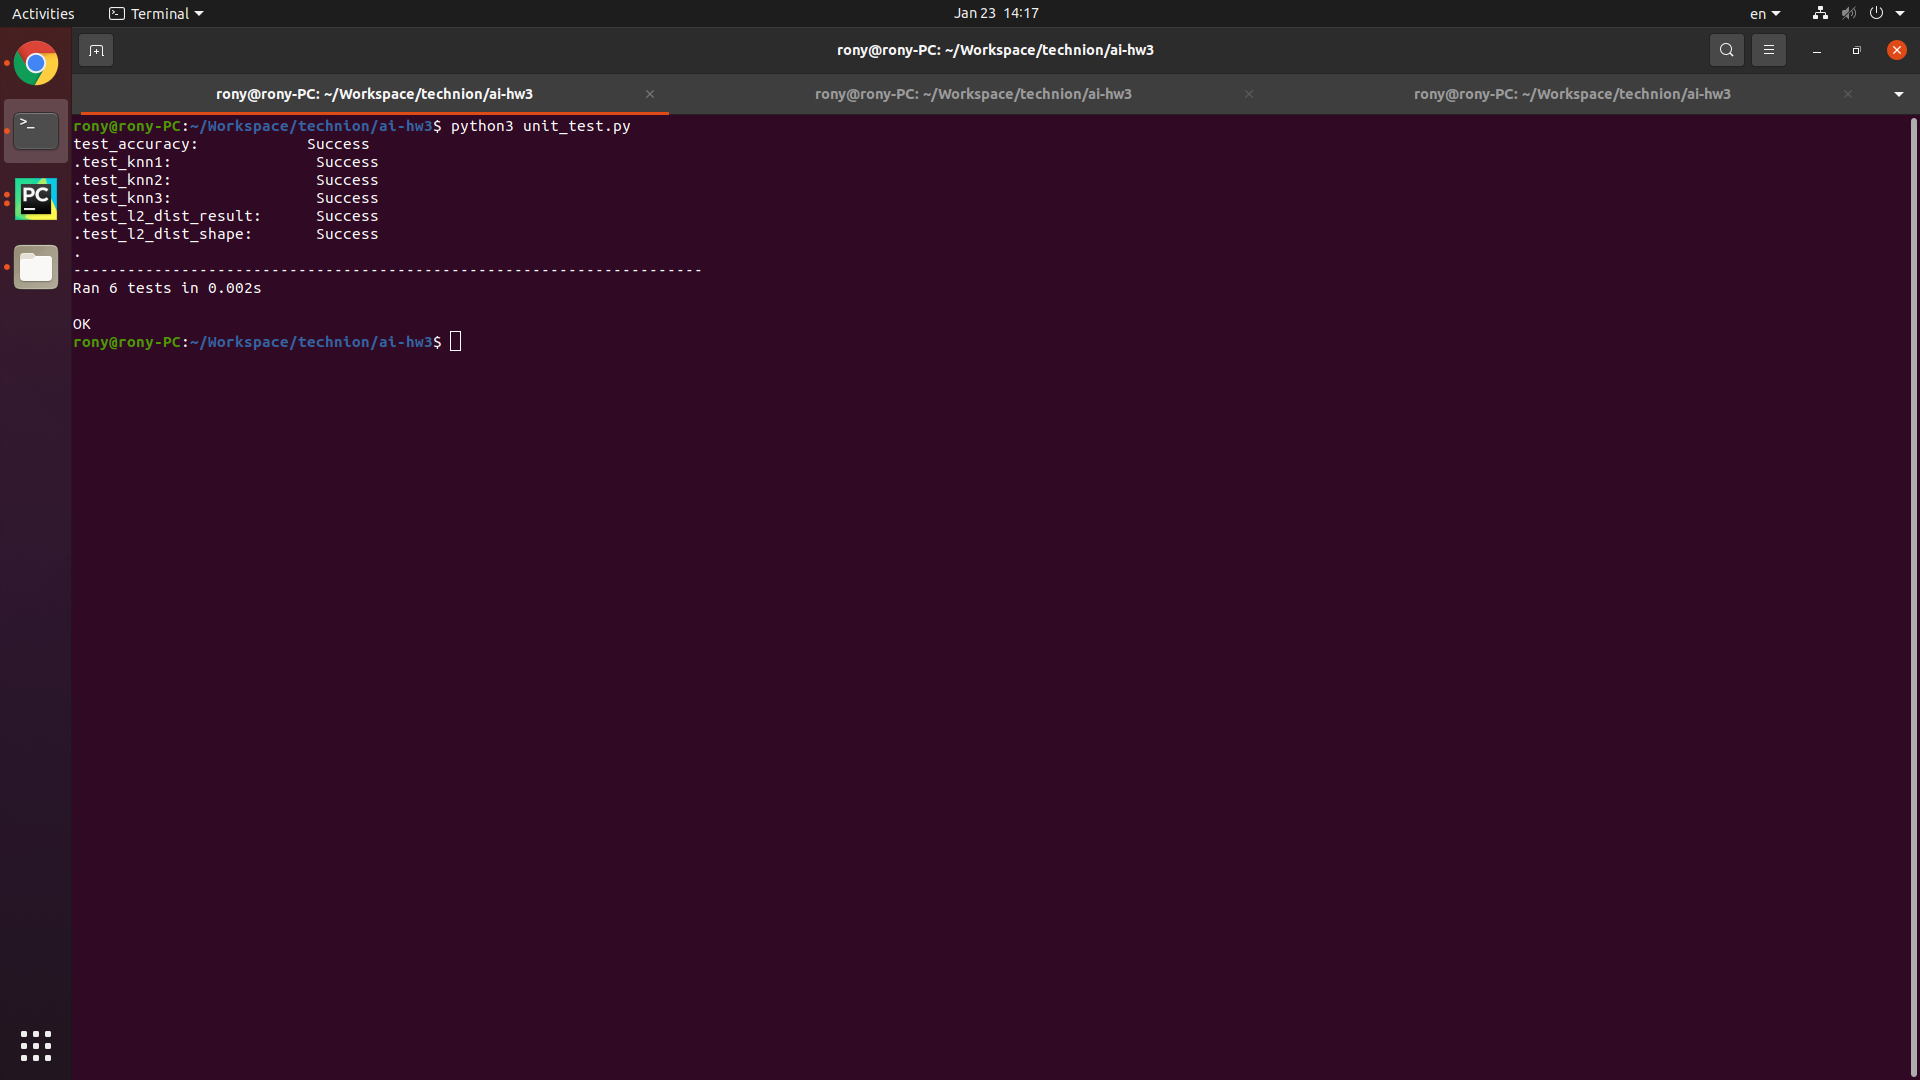 Activities Terminal Jan 23 14:17 en
rony@rony-PC: ~/Workspace/technion/ai-hw3
rony@rony-PC: ~/Workspace/technion/ai-hw3 rony@rony-PC: ~/Workspace/technion/ai-hw3 rony@rony-PC: ~/Workspace/technion/ai-hw3
rony@rony-PC:~/Workspace/technion/ai-hw3$ python3 unit_test.py
test_accuracy:            Success
.test_knn1:                Success
.test_knn2:                Success
.test_knn3:                Success
.test_l2_dist_result:      Success
.test_l2_dist_shape:       Success
.
----------------------------------------------------------------------
Ran 6 tests in 0.002s
OK
rony@rony-PC:~/Workspace/technion/ai-hw3$
>_
PC